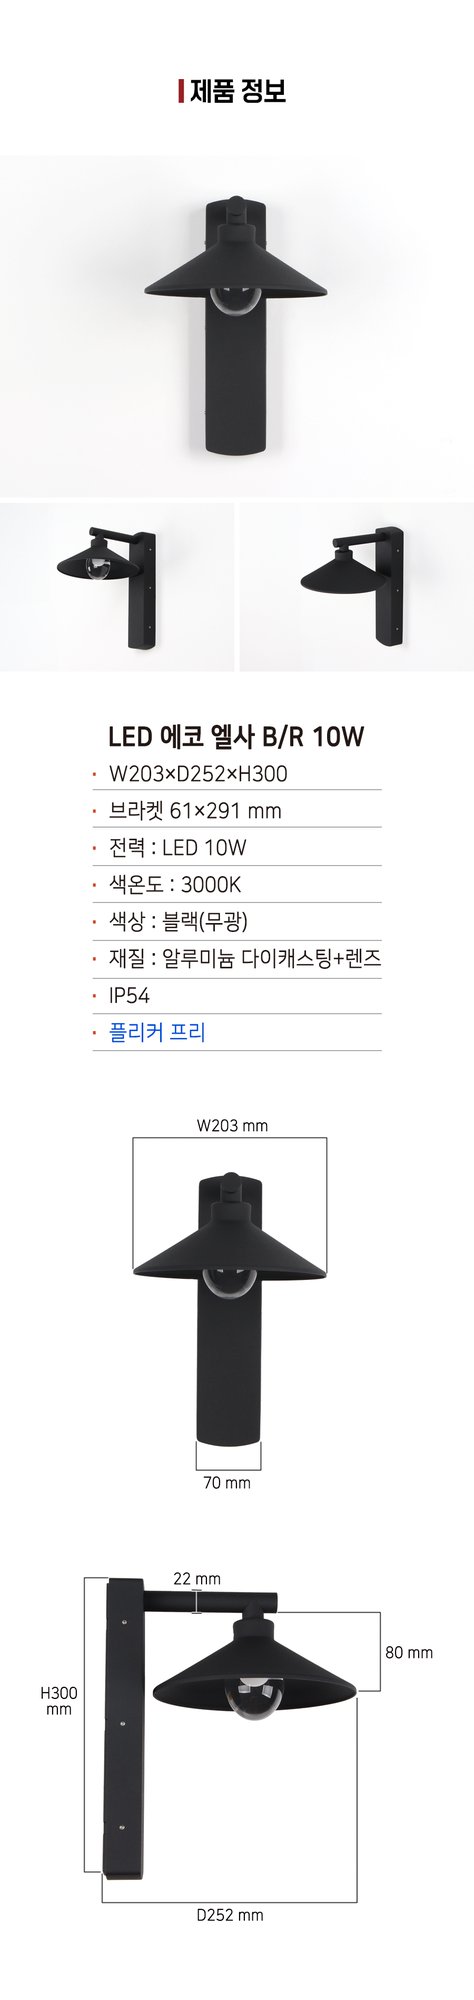 제품 정보
LED 에코 엘사 B/R 10W
· W203×D252×H300
· 브라켓 61×291 mm
· 전력 : LED 10W
· 색온도 : 3000K
· 색상 : 블랙(무광)
· 재질 : 알루미늄 다이캐스팅+렌즈
· IP54
· 플리커 프리
W203 mm
70 mm
22 mm
80 mm
H300
mm
D252 mm